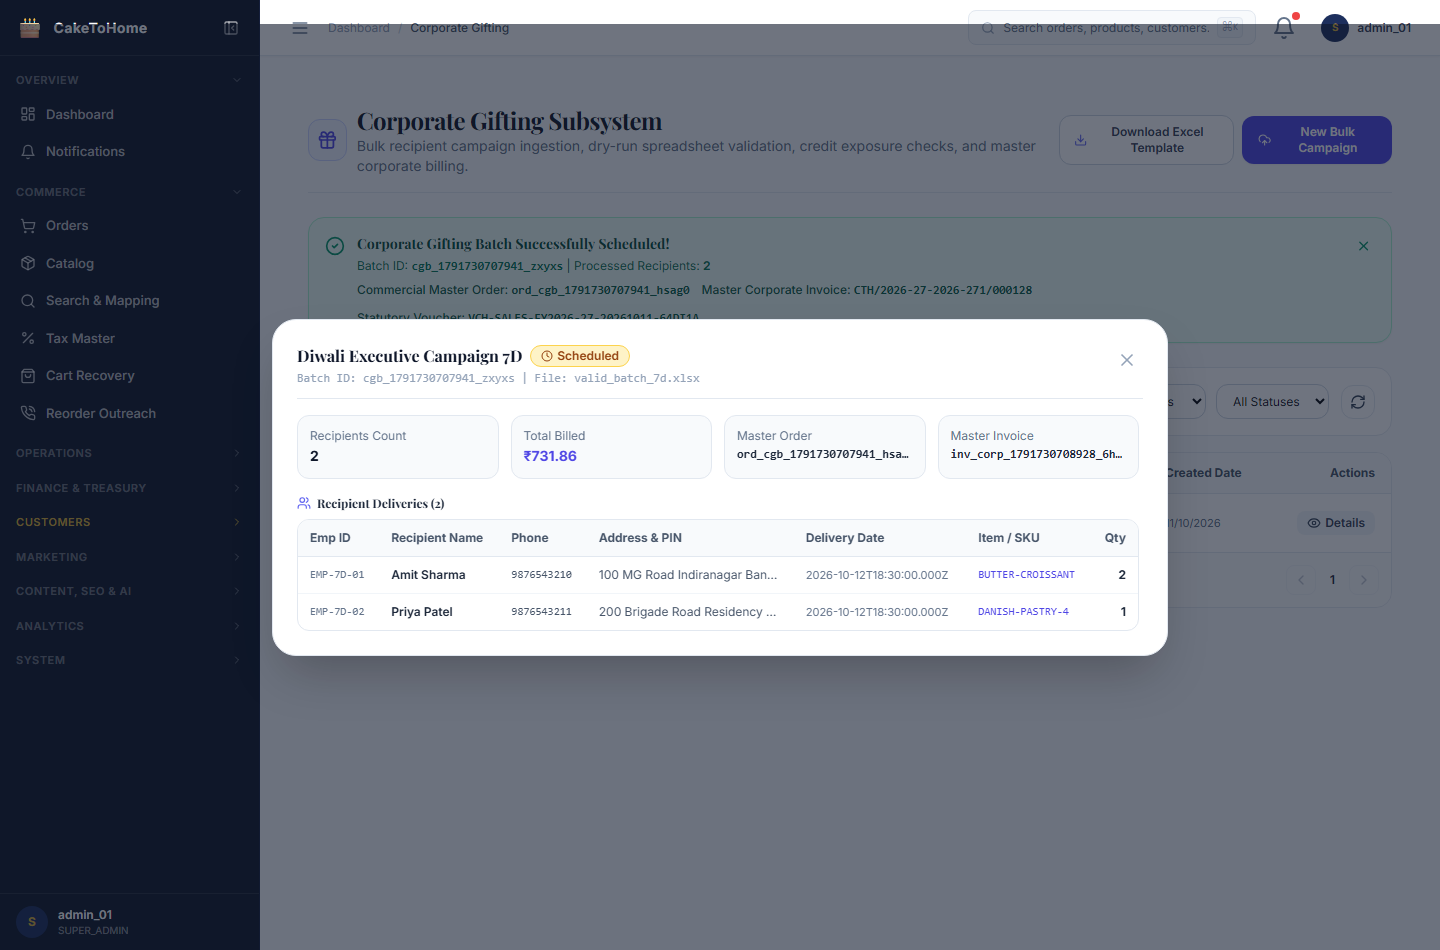 CakeToHome
OVERVIEW
Dashboard
Notifications
COMMERCE
Orders
Catalog
Search & Mapping
Tax Master
Cart Recovery
Reorder Outreach
OPERATIONS
FINANCE & TREASURY
CUSTOMERS
MARKETING
CONTENT, SEO & AI
ANALYTICS
SYSTEM
admin_01
SUPER_ADMIN
S
Dashboard / Corporate Gifting
Search orders, products, customers. ⌘K
S admin_01
Corporate Gifting Subsystem
Bulk recipient campaign ingestion, dry-run spreadsheet validation, credit exposure checks, and master
corporate billing.
Download Excel
Template
New Bulk
Campaign
Corporate Gifting Batch Successfully Scheduled!
Batch ID: cgb_1791730707941_zxyxs | Processed Recipients: 2
Commercial Master Order: ord_cgb_1791730707941_hsag0 Master Corporate Invoice: CTH/2026-27-2026-271/000128
Statutory Voucher: VCH-SALES-FY2026-27-20261011-64DT1A
s All Statuses
Created Date Actions
1/10/2026 Details
1
Diwali Executive Campaign 7D Scheduled
Batch ID: cgb_1791730707941_zxyxs | File: valid_batch_7d.xlsx
Recipients Count
2
Total Billed
₹731.86
Master Order
ord_cgb_1791730707941_hsa…
Master Invoice
inv_corp_1791730708928_6h…
Recipient Deliveries (2)
Emp ID Recipient Name Phone Address & PIN Delivery Date Item / SKU Qty
EMP-7D-01 Amit Sharma 9876543210 100 MG Road Indiranagar Ban... 2026-10-12T18:30:00.000Z BUTTER-CROISSANT 2
EMP-7D-02 Priya Patel 9876543211 200 Brigade Road Residency ... 2026-10-12T18:30:00.000Z DANISH-PASTRY-4 1